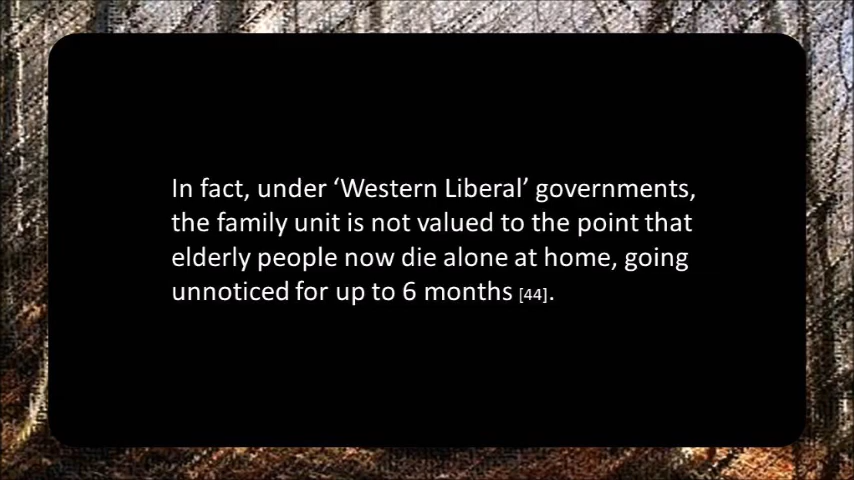 In fact, under ‘Western Liberal’ governments,
the family unit is not valued to the point that
elderly people now die alone at home, going
unnoticed for up to 6 months [44].